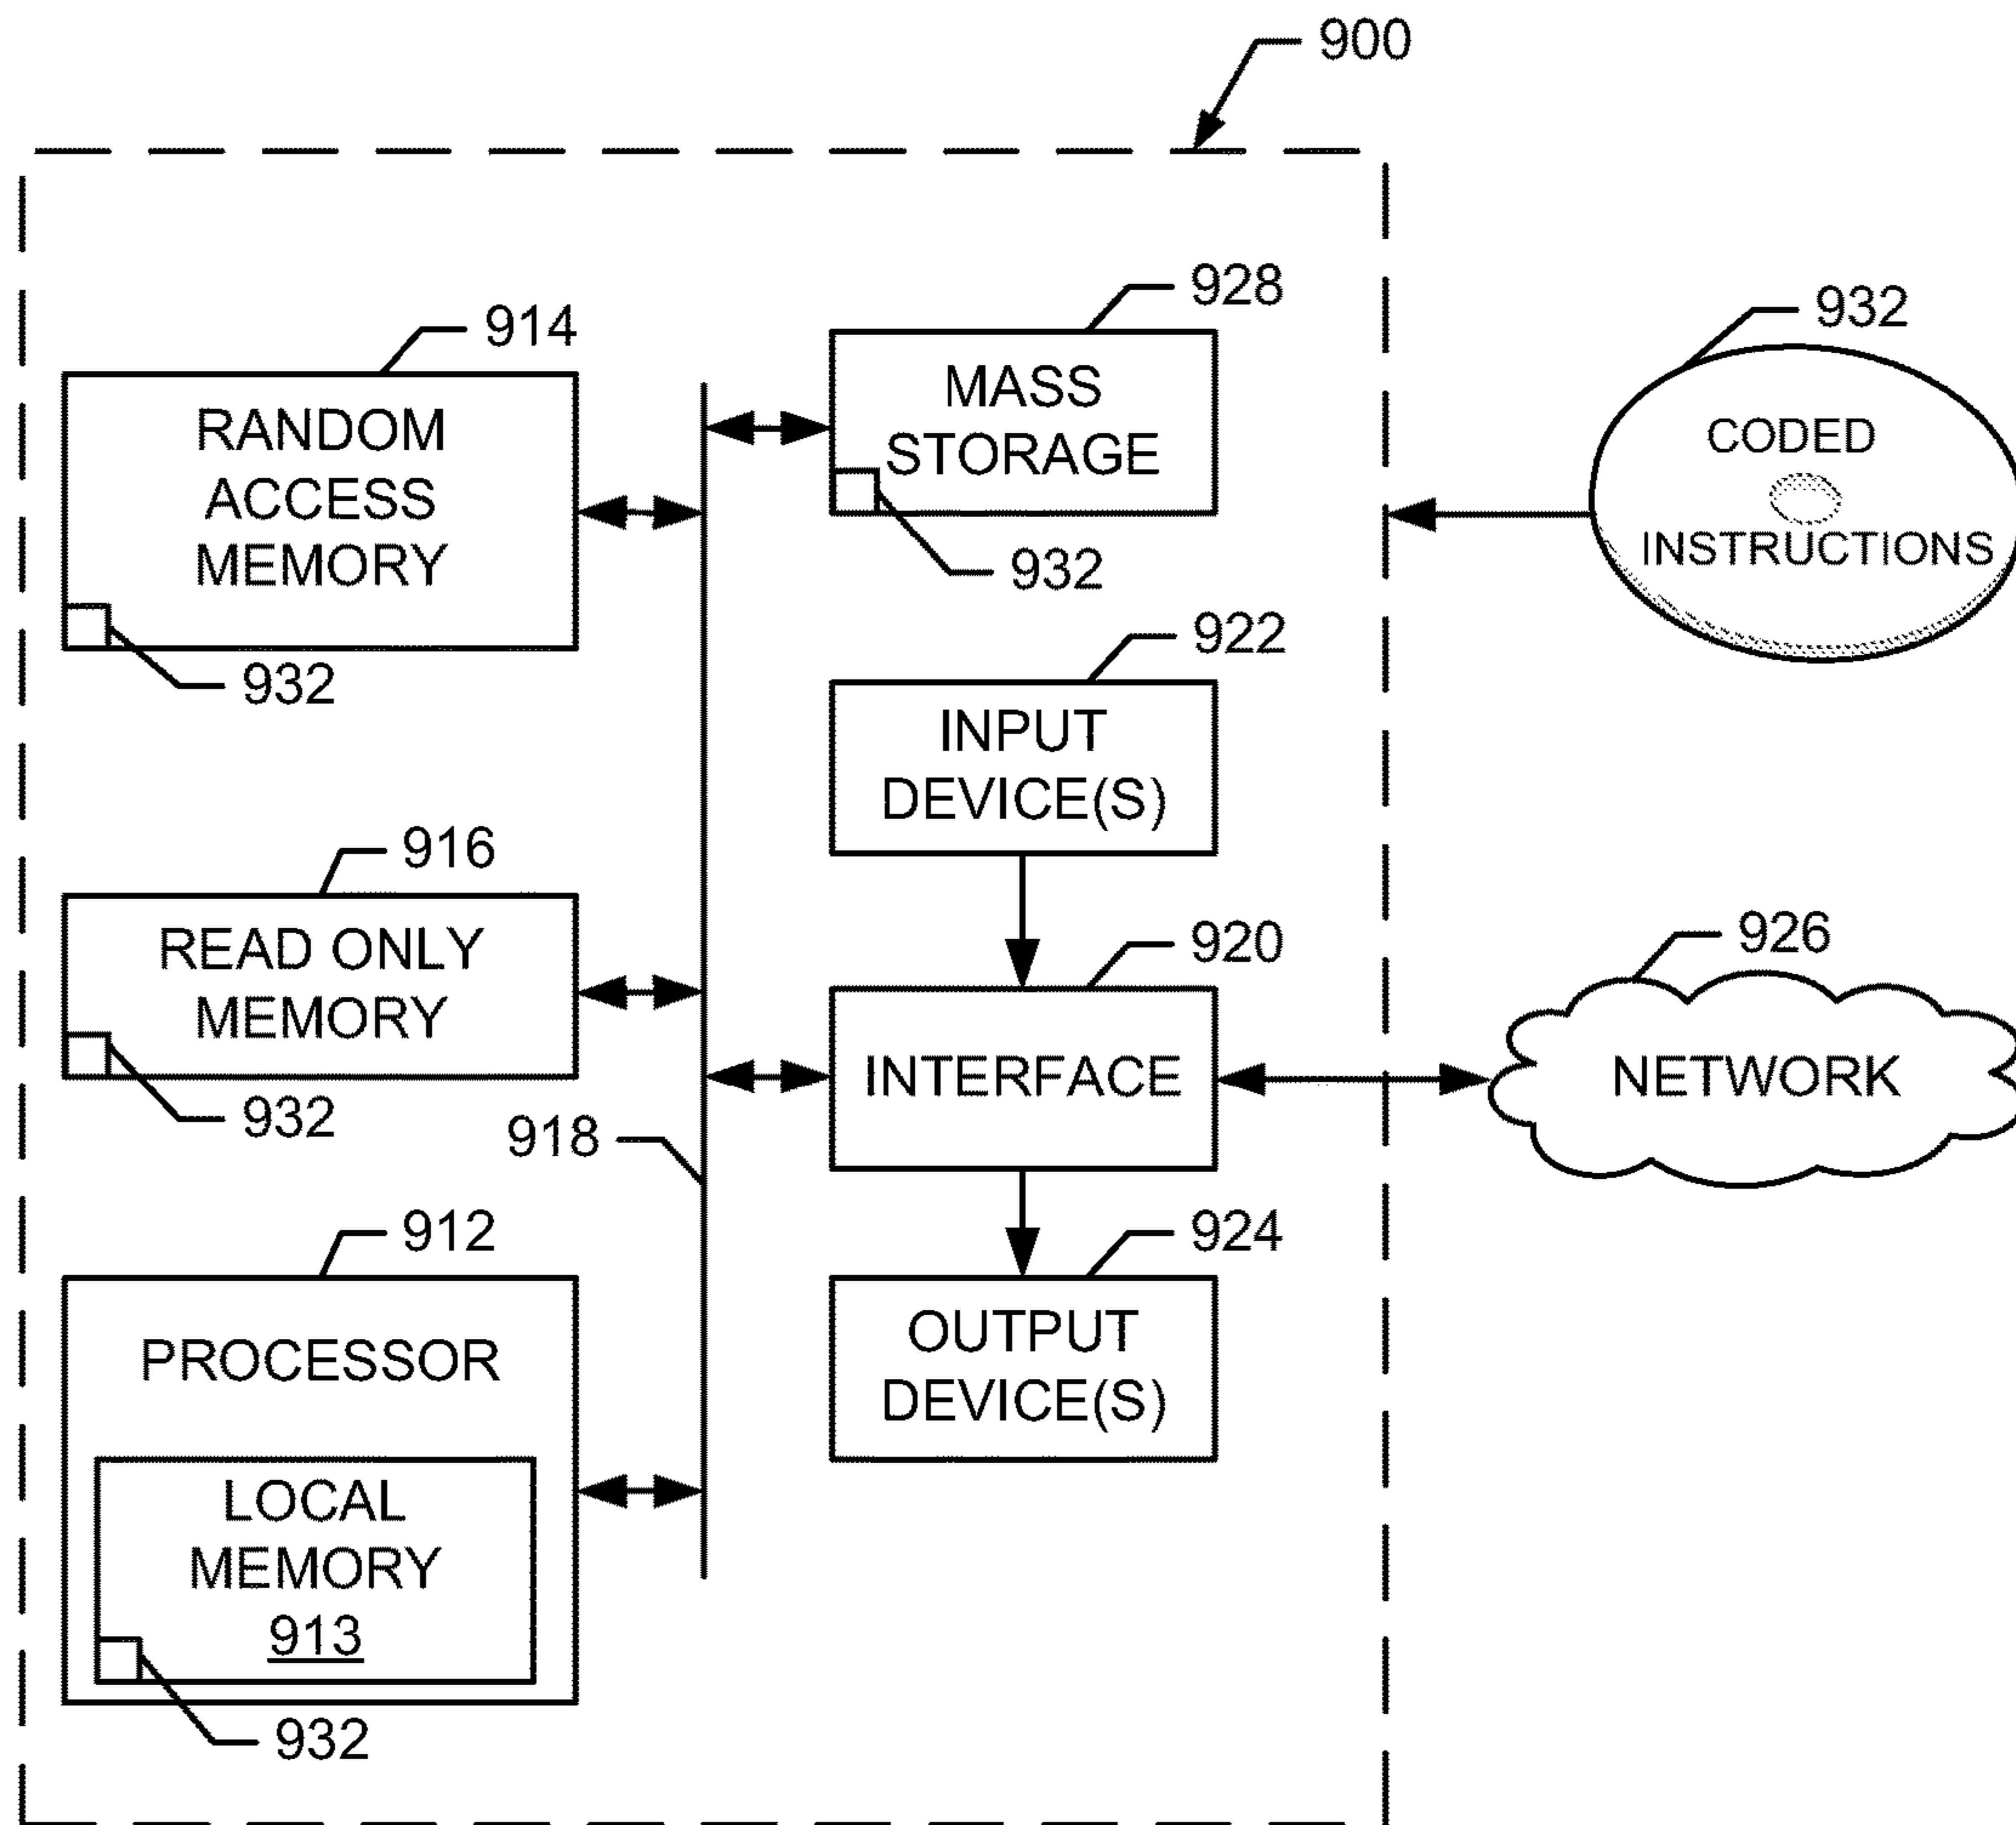 900
914
RANDOM
ACCESS
MEMORY
932
928
MASS
STORAGE
932
932
CODED
INSTRUCTIONS
922
INPUT
DEVICE(S)
916
READ ONLY
MEMORY
932
918
920
INTERFACE
926
NETWORK
912
PROCESSOR
LOCAL
MEMORY
913
932
924
OUTPUT
DEVICE(S)